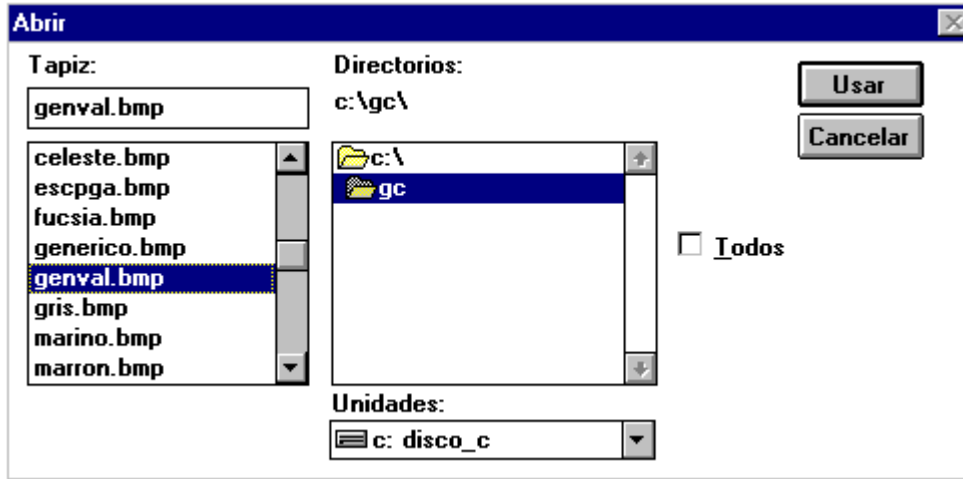 Abrir
Tapiz:
genval.bmp
celeste.bmp
escpga.bmp
fucsia.bmp
generico.bmp
genval.bmp
gris.bmp
marino.bmp
marron.bmp
Directorios:
c:\gc\
c:\
gc
Unidades:
c: disco_c
Todos
Usar
Cancelar